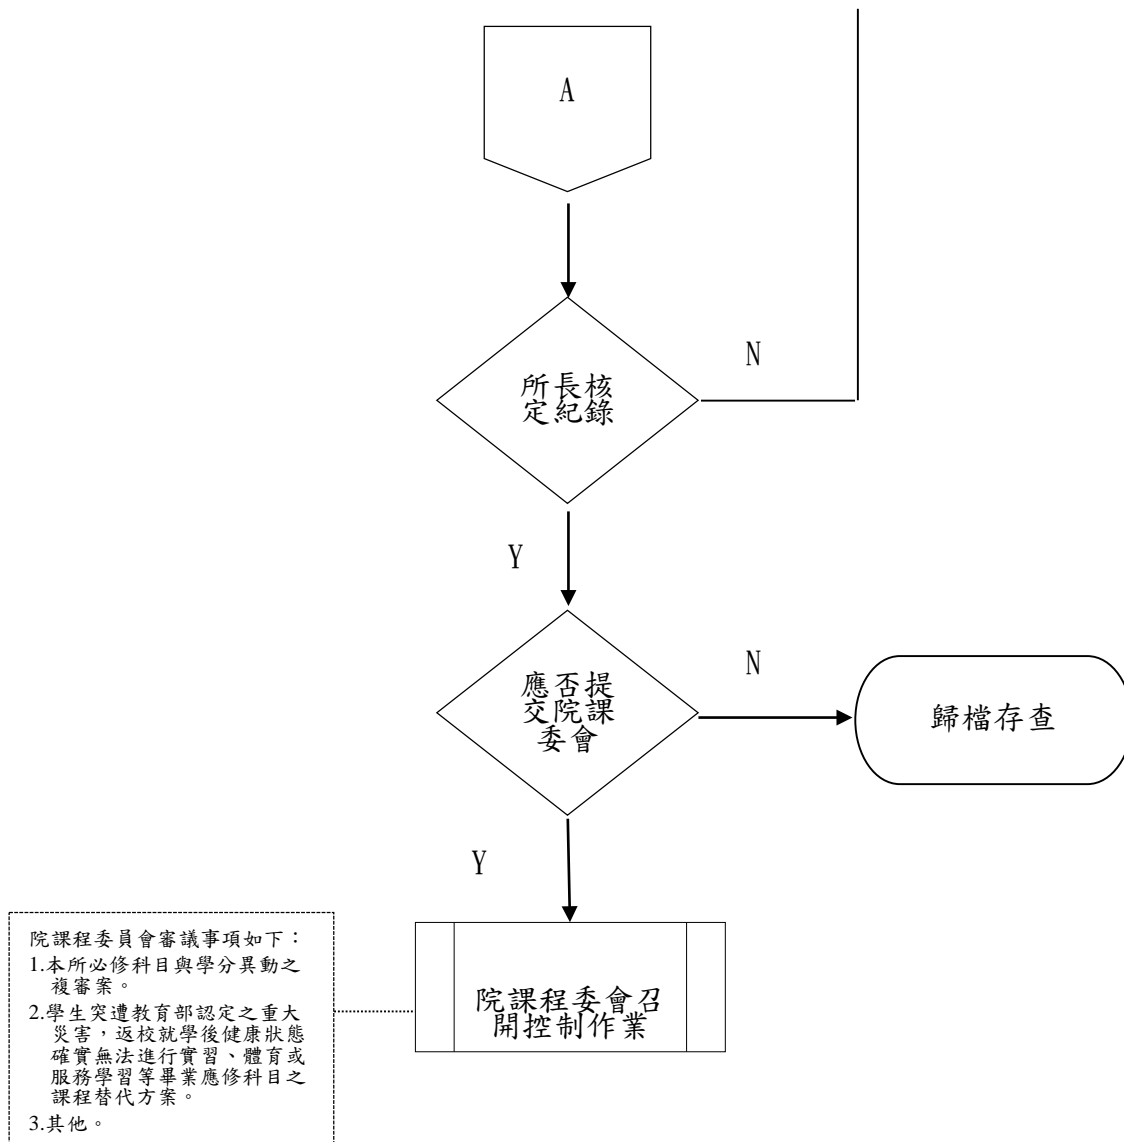 A
N
所長核
定紀錄
Y
N
應否提
交院課
委會
歸檔存查
Y
院課程委員會審議事項如下：
1.本所必修科目與學分異動之
複審案。
2.學生突遭教育部認定之重大
災害，返校就學後健康狀態
確實無法進行實習、體育或
服務學習等畢業應修科目之
課程替代方案。
3.其他。
院課程委會召
開控制作業